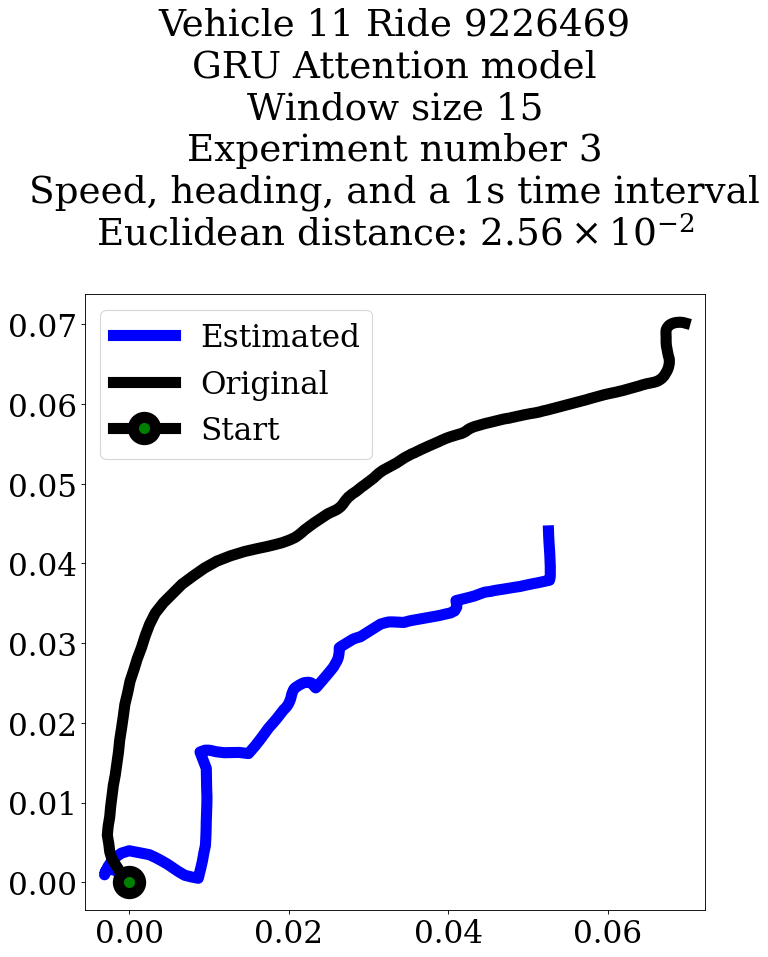 Vehicle 11 Ride 9226469
GRU Attention model
Window size 15
Experiment number 3
Speed, heading, and a 1s time interval
Euclidean distance: 2.56 × 10⁻²
Estimated
Original
Start
0.07
0.06
0.05
0.04
0.03
0.02
0.01
0.00
0.00 0.02 0.04 0.06